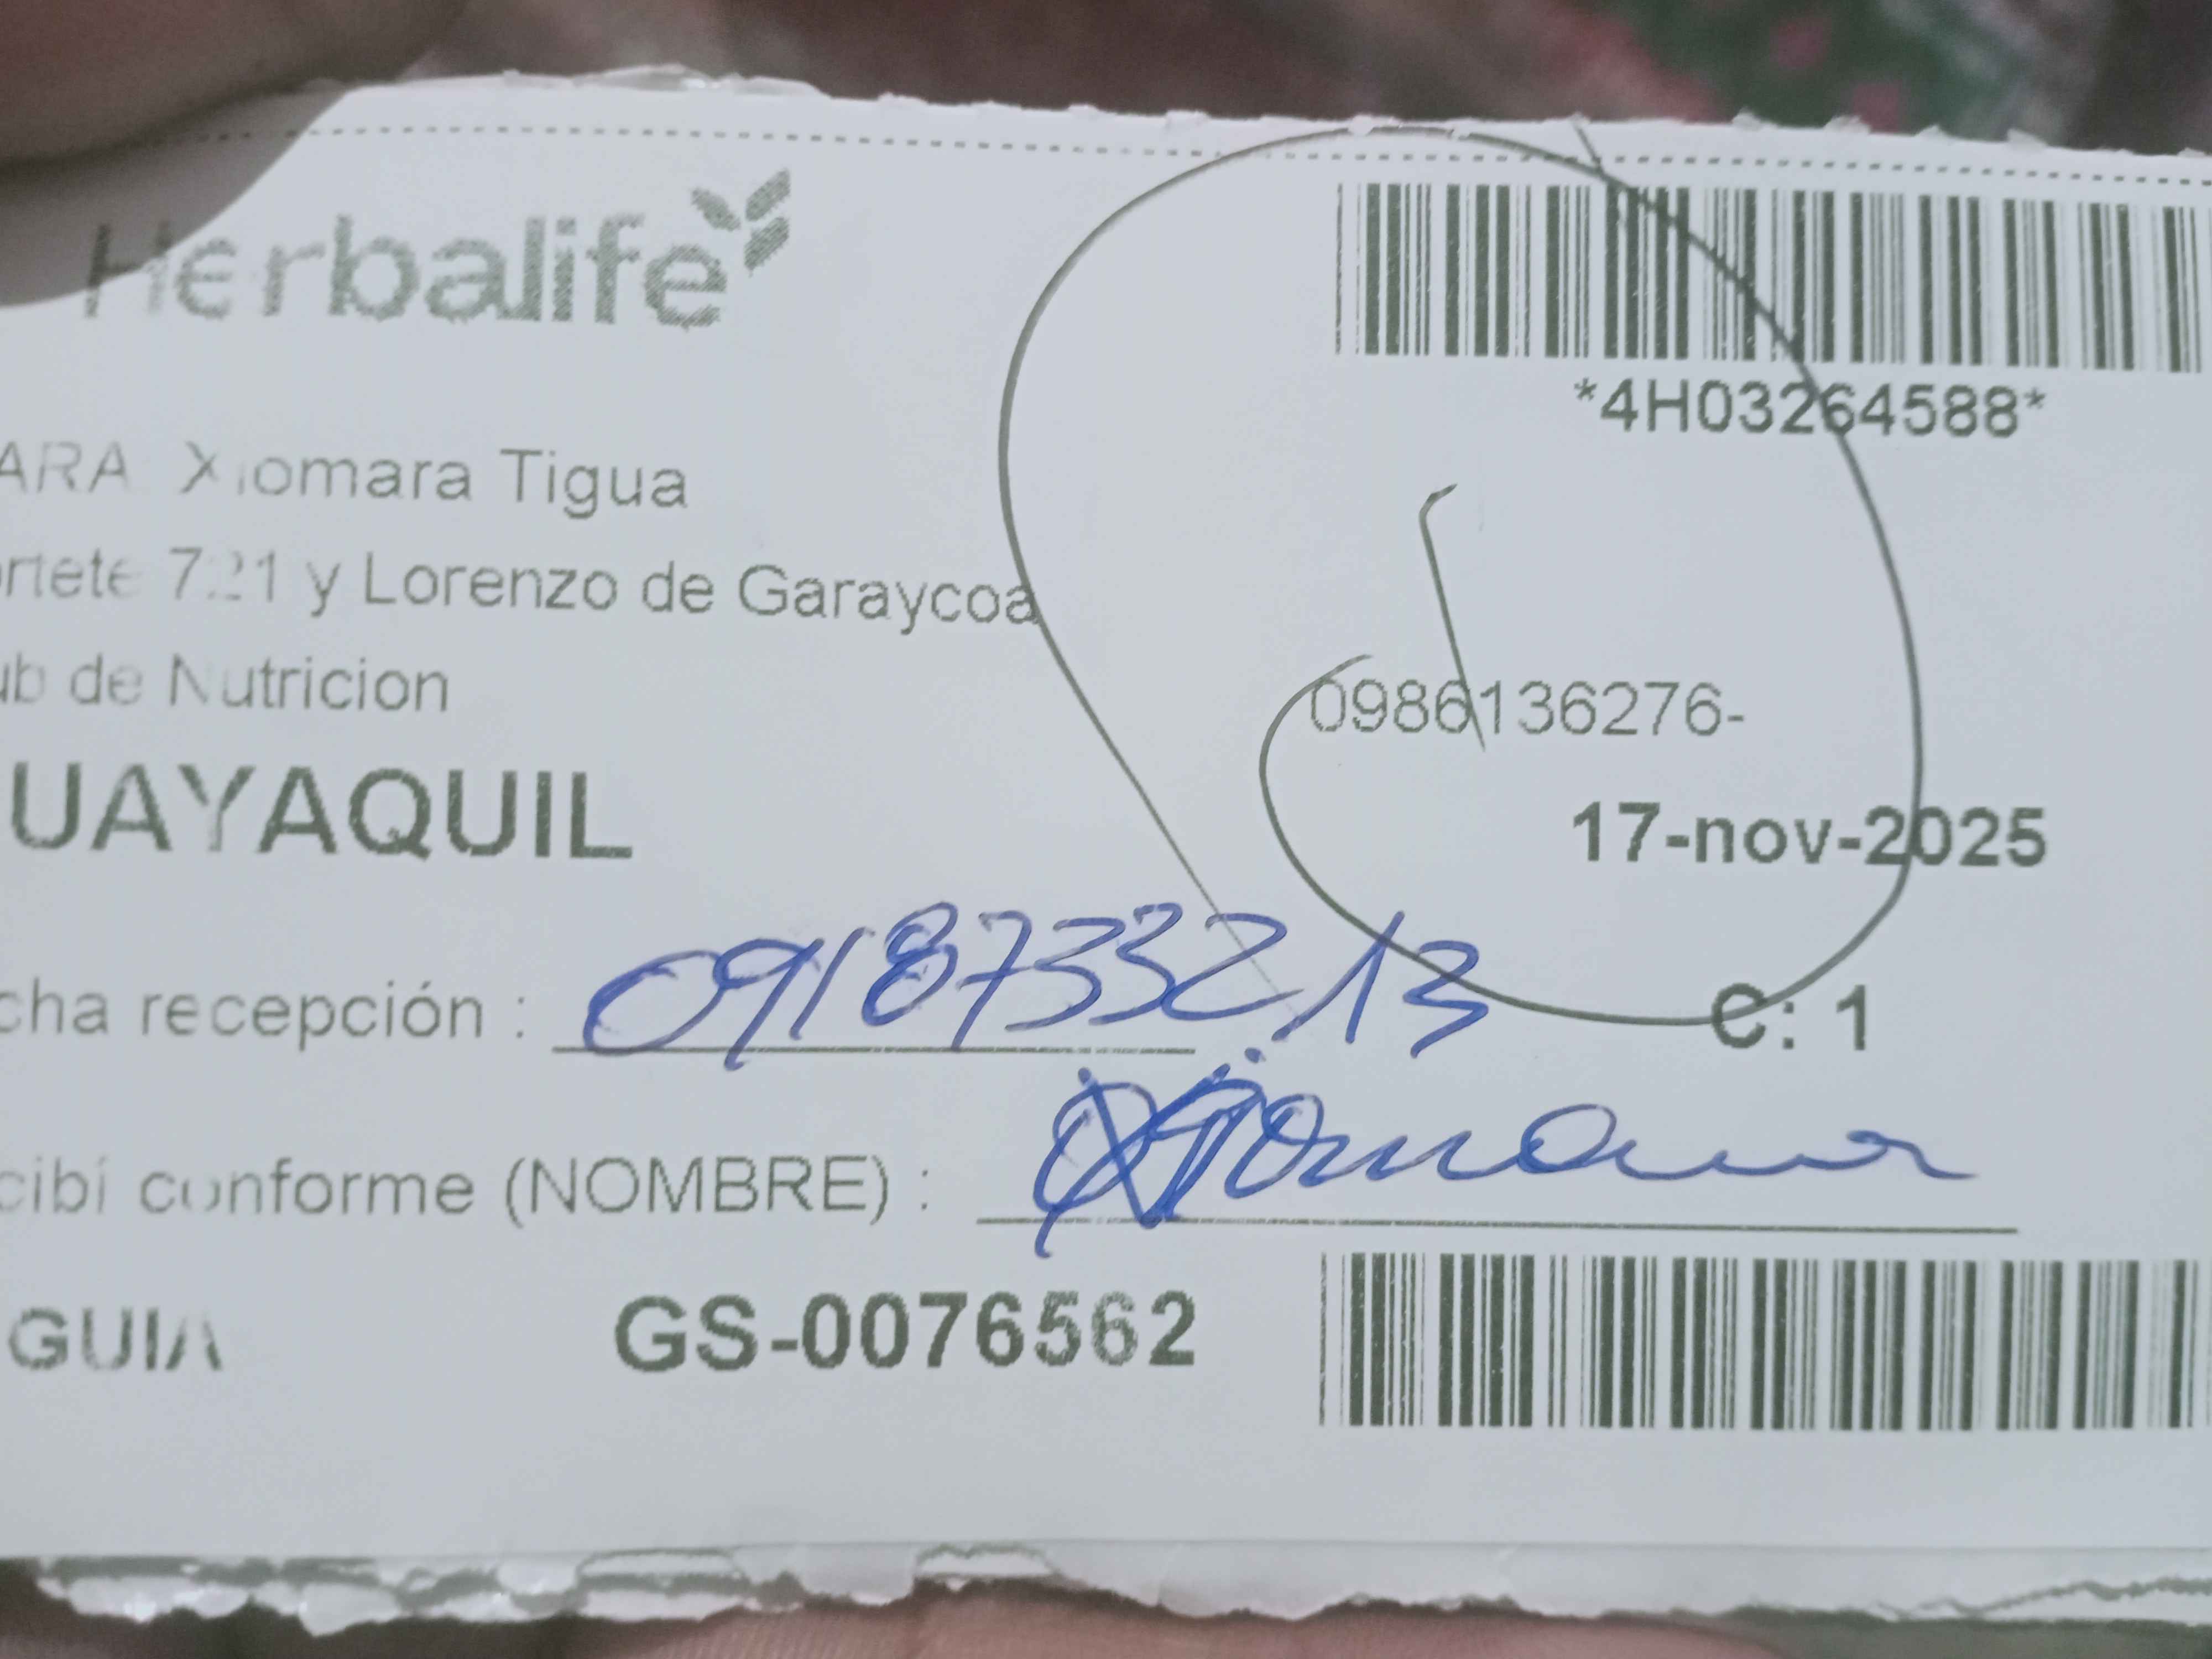 Herbalife
*4H03264588*
ARA Xiomara Tigua
rtete 721 y Lorenzo de Garaycoa
ub de Nutricion
0986136276-
UAYAQUIL
17-nov-2025
cha recepción : 0918733213
C: 1
cibí conforme (NOMBRE) : Xiomara
GUIA GS-0076562